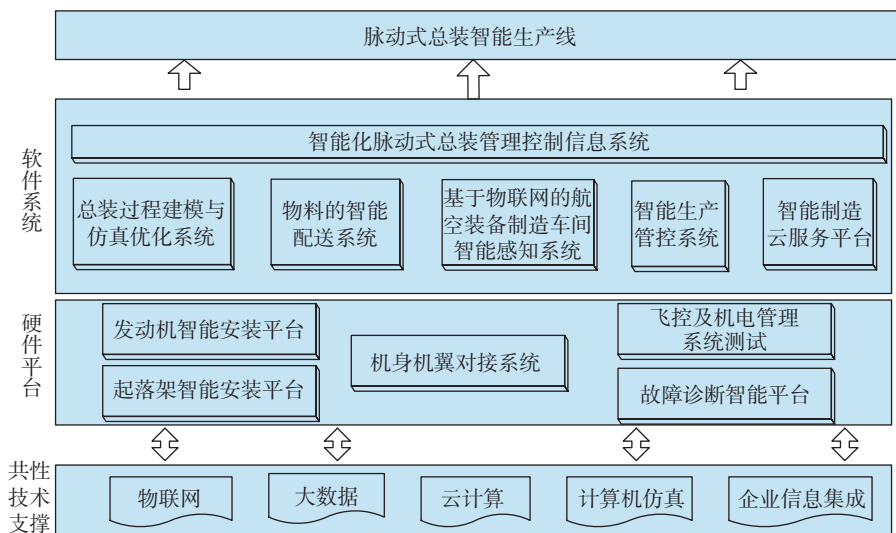 脉动式总装智能生产线
软件系统
智能化脉动式总装管理控制信息系统
总装过程建模与
仿真优化系统
物料的智能
配送系统
基于物联网的航
空装备制造车间
智能感知系统
智能生产
管控系统
智能制造
云服务平台
硬件平台
发动机智能安装平台
起落架智能安装平台
机身机翼对接系统
飞控及机电管理
系统测试
故障诊断智能平台
共性
技术
支撑
物联网
大数据
云计算
计算机仿真
企业信息集成